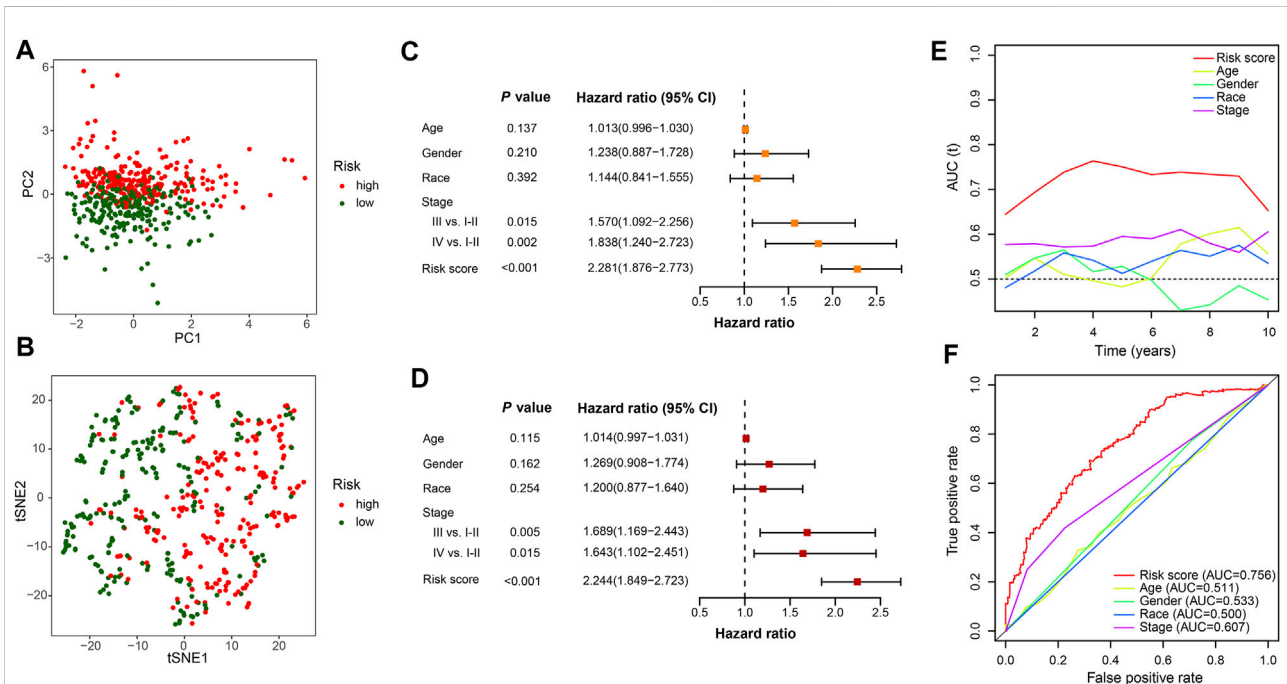 A
6
3
0
−3
PC2
−2
0
2
4
6
PC1
Risk
high
low
B
20
10
0
−10
−20
tSNE2
−20
−10
0
10
20
tSNE1
Risk
high
low
C
P value Hazard ratio (95% CI)
Age 0.137 1.013(0.996−1.030)
Gender 0.210 1.238(0.887−1.728)
Race 0.392 1.144(0.841−1.555)
Stage
III vs. I-II 0.015 1.570(1.092−2.256)
IV vs. I-II 0.002 1.838(1.240−2.723)
Risk score <0.001 2.281(1.876−2.773)
0.5 1.0 1.5 2.0 2.5
Hazard ratio
D
P value Hazard ratio (95% CI)
Age 0.115 1.014(0.997−1.031)
Gender 0.162 1.269(0.908−1.774)
Race 0.254 1.200(0.877−1.640)
Stage
III vs. I-II 0.005 1.689(1.169−2.443)
IV vs. I-II 0.015 1.643(1.102−2.451)
Risk score <0.001 2.244(1.849−2.723)
0.5 1.0 1.5 2.0 2.5
Hazard ratio
E
1.0
0.9
0.8
0.7
0.6
0.5
AUC (t)
Risk score
Age
Gender
Race
Stage
2 4 6 8 10
Time (years)
F
1.0
0.8
0.6
0.4
0.2
0.0
True positive rate
Risk score (AUC=0.756)
Age (AUC=0.511)
Gender (AUC=0.533)
Race (AUC=0.500)
Stage (AUC=0.607)
0.0 0.2 0.4 0.6 0.8 1.0
False positive rate